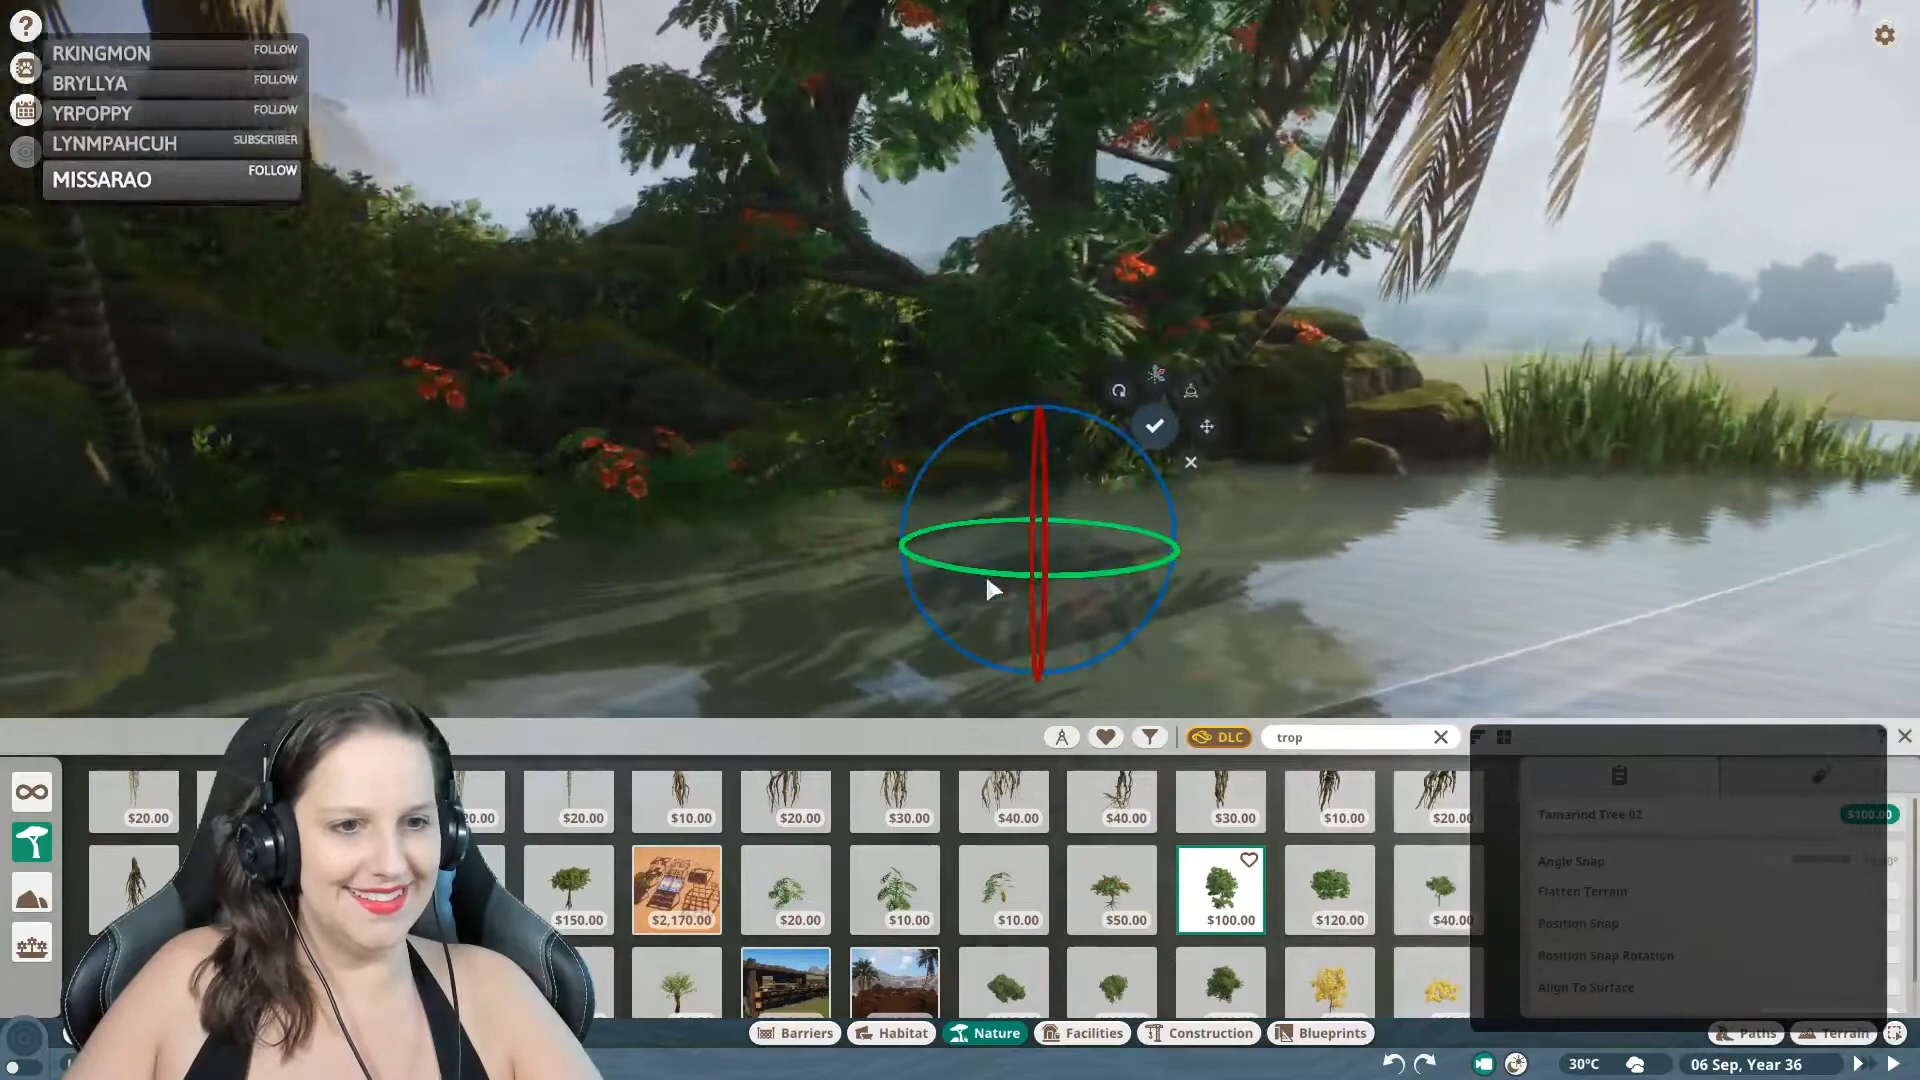 ?
RKINGMON FOLLOW
BRYLLYA FOLLOW
YRPOPPY FOLLOW
LYNMPAHCUH SUBSCRIBER
MISSARAO FOLLOW
DLC trop
$20.00 20.00 $20.00 $10.00 $20.00 $30.00 $40.00 $40.00 $30.00 $10.00 $20.00
$150.00 $2,170.00 $20.00 $10.00 $10.00 $50.00 $100.00 $120.00 $40.00
Tamarind Tree 02 $100.00
Angle Snap
Flatten Terrain
Position Snap
Position Snap Rotation
Align To Surface
Barriers Habitat Nature Facilities Construction Blueprints Paths Terrain
30°C 06 Sep, Year 36